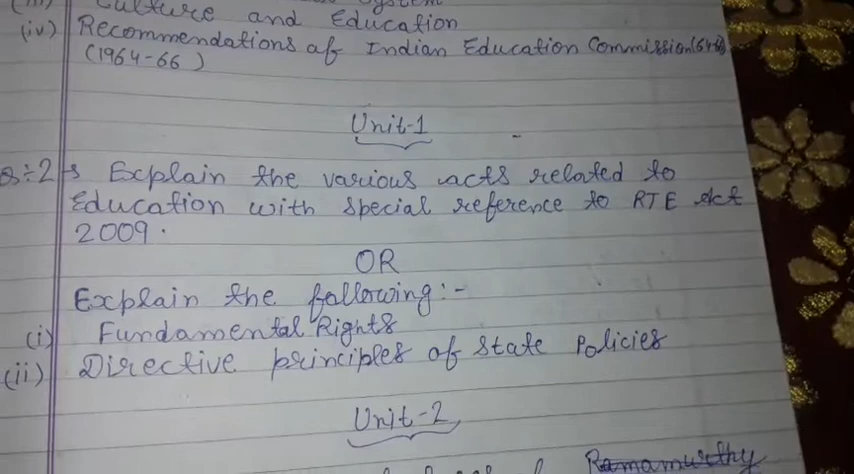 Culture and Education
(iv) Recommendations of Indian Education Commission
(1964-66)
Unit-1
Explain the various acts related to
Education with special reference to RTE Act
2009.
OR
Explain the following:-
(i) Fundamental Rights
(ii) Directive principles of State Policies
Unit-2
Ramamurthy